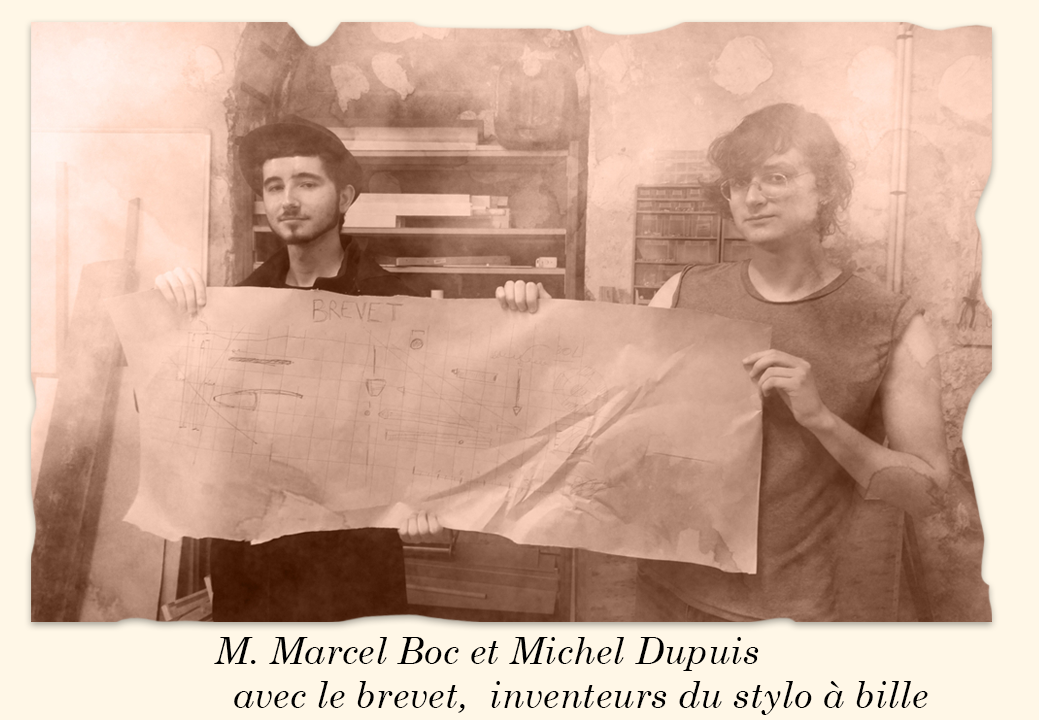 BREVET
M. Marcel Boc et Michel Dupuis
avec le brevet, inventeurs du stylo à bille